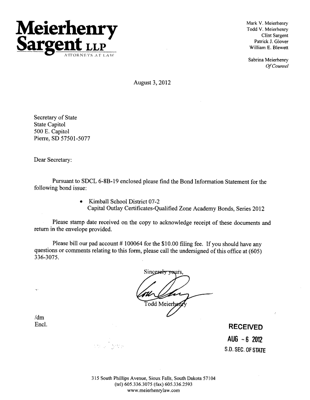 Meierhenry
Sargent LLP
ATTORNEYS AT LAW
Mark V. Meierhenry
Todd V. Meierhenry
Clint Sargent
Patrick J. Glover
William E. Blewett
Sabrina Meierhenry
Of Counsel
August 3, 2012
Secretary of State
State Capitol
500 E. Capitol
Pierre, SD 57501-5077
Dear Secretary:
Pursuant to SDCL 6-8B-19 enclosed please find the Bond Information Statement for
the following bond issue:
• Kimball School District 07-2
Capital Outlay Certificates-Qualified Zone Academy Bonds, Series 2012
Please stamp date received on the copy to acknowledge receipt of these documents and
return in the envelope provided.
Please bill our pad account # 100064 for the $10.00 filing fee. If you should have any
questions or comments relating to this form, please call the undersigned of this office at (605)
336-3075.
Sincerely yours,
Todd Meierhenry
/dm
Encl.
RECEIVED
AUG - 6 2012
S.D. SEC. OF STATE
315 South Phillips Avenue, Sioux Falls, South Dakota 57104
(tel) 605.336.3075 (fax) 605.336.2593
www.meierhenrylaw.com